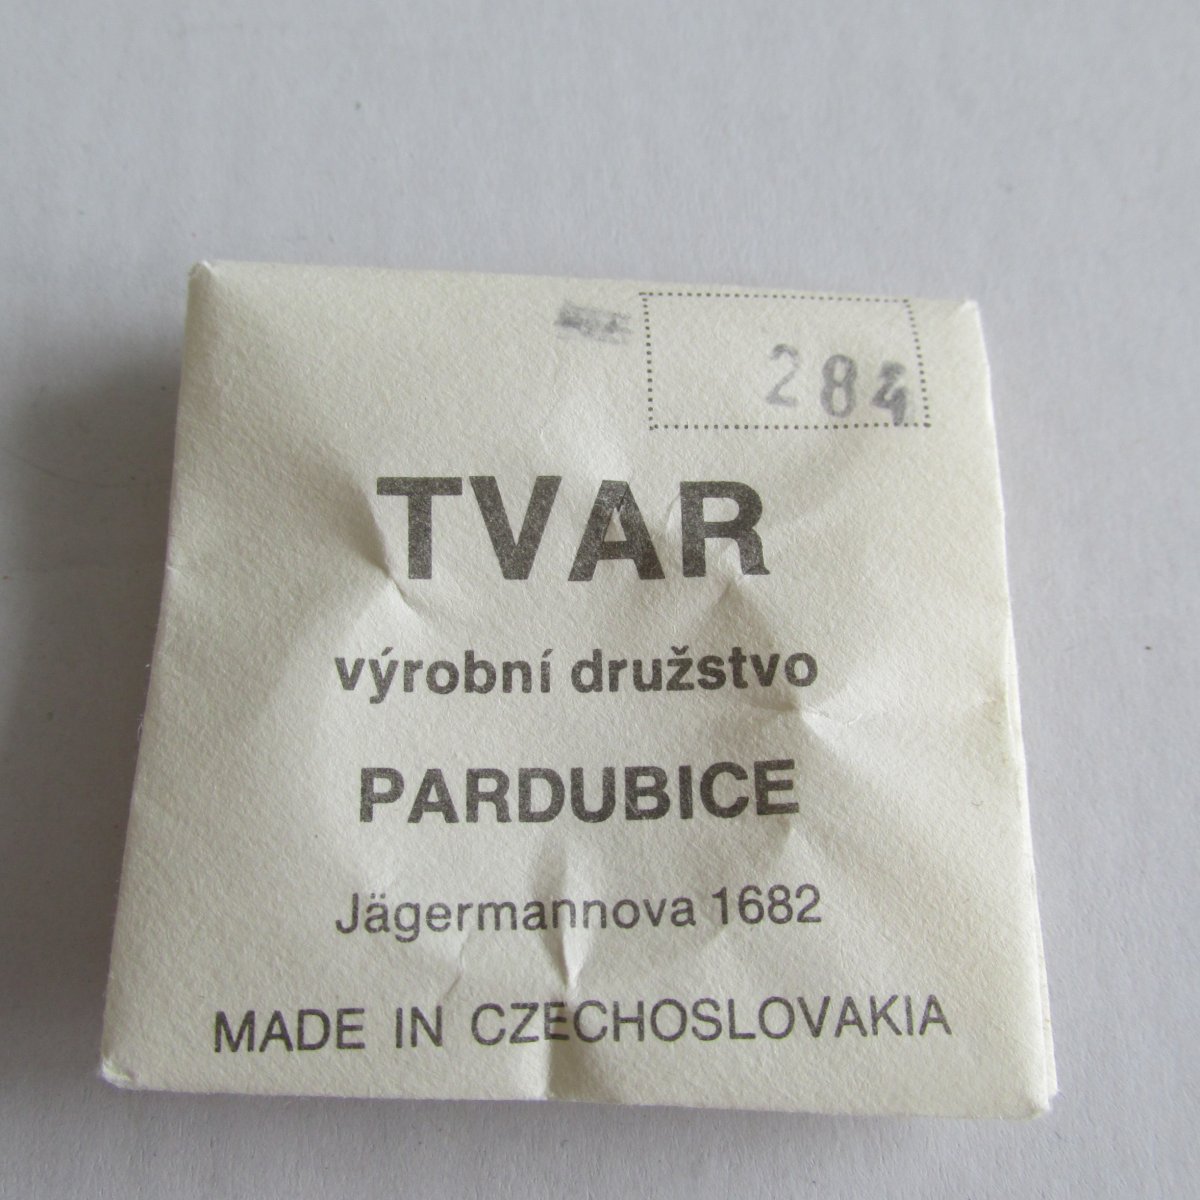 284
TVAR
výrobní družstvo
PARDUBICE
Jägermannova 1682
MADE IN CZECHOSLOVAKIA